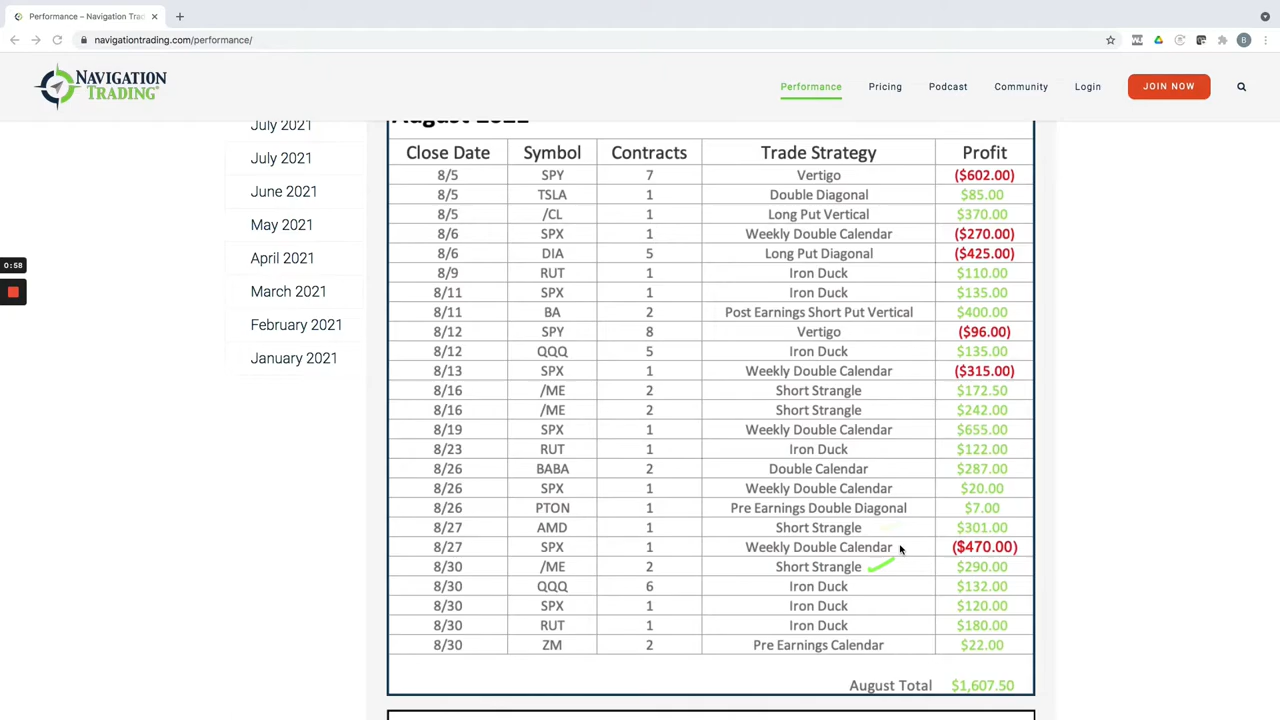 Performance – Navigation Trad
navigationtrading.com/performance/
B
NAVIGATION TRADING®
Performance Pricing Podcast Community Login JOIN NOW
August 2021
July 2021
July 2021
June 2021
May 2021
April 2021
March 2021
February 2021
January 2021
0:58
Close Date Symbol Contracts Trade Strategy Profit
8/5 SPY 7 Vertigo ($602.00)
8/5 TSLA 1 Double Diagonal $85.00
8/5 /CL 1 Long Put Vertical $370.00
8/6 SPX 1 Weekly Double Calendar ($270.00)
8/6 DIA 5 Long Put Diagonal ($425.00)
8/9 RUT 1 Iron Duck $110.00
8/11 SPX 1 Iron Duck $135.00
8/11 BA 2 Post Earnings Short Put Vertical $400.00
8/12 SPY 8 Vertigo ($96.00)
8/12 QQQ 5 Iron Duck $135.00
8/13 SPX 1 Weekly Double Calendar ($315.00)
8/16 /ME 2 Short Strangle $172.50
8/16 /ME 2 Short Strangle $242.00
8/19 SPX 1 Weekly Double Calendar $655.00
8/23 RUT 1 Iron Duck $122.00
8/26 BABA 2 Double Calendar $287.00
8/26 SPX 1 Weekly Double Calendar $20.00
8/26 PTON 1 Pre Earnings Double Diagonal $7.00
8/27 AMD 1 Short Strangle $301.00
8/27 SPX 1 Weekly Double Calendar ($470.00)
8/30 /ME 2 Short Strangle $290.00
8/30 QQQ 6 Iron Duck $132.00
8/30 SPX 1 Iron Duck $120.00
8/30 RUT 1 Iron Duck $180.00
8/30 ZM 2 Pre Earnings Calendar $22.00
August Total $1,607.50